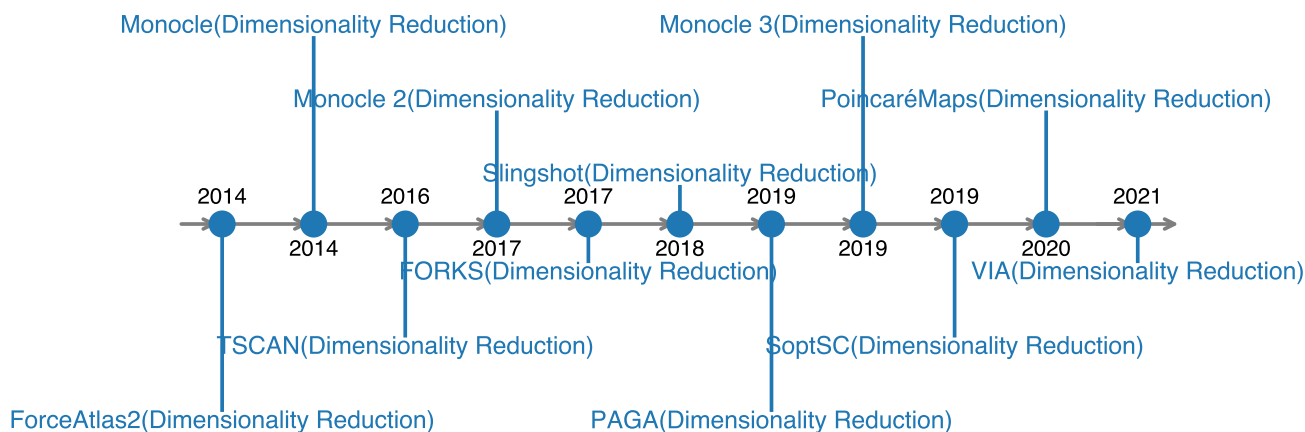 Monocle(Dimensionality Reduction)
Monocle 3(Dimensionality Reduction)
Monocle 2(Dimensionality Reduction)
PoincaréMaps(Dimensionality Reduction)
Slingshot(Dimensionality Reduction)
2014
2016
2017
2019
2019
2021
2014
2017
2018
2019
2020
FORKS(Dimensionality Reduction)
VIA(Dimensionality Reduction)
TSCAN(Dimensionality Reduction)
SoptSC(Dimensionality Reduction)
ForceAtlas2(Dimensionality Reduction)
PAGA(Dimensionality Reduction)